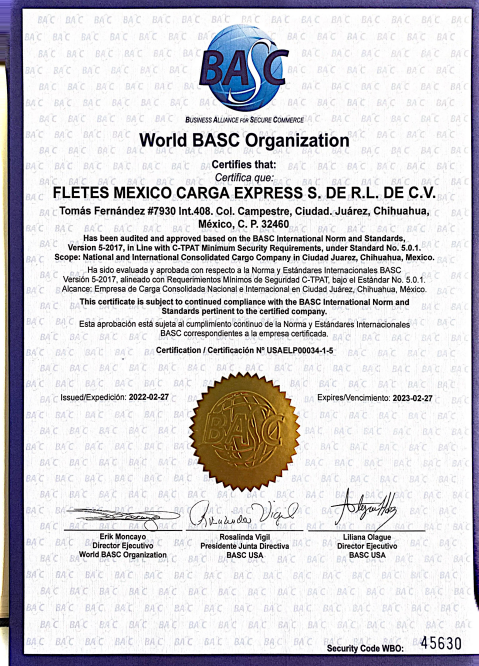 BASC
BUSINESS ALLIANCE FOR SECURE COMMERCE
World BASC Organization
Certifies that:
Certifica que:
FLETES MEXICO CARGA EXPRESS S. DE R.L. DE C.V.
Tomás Fernández #7930 Int.408. Col. Campestre, Ciudad. Juárez, Chihuahua,
México, C. P. 32460
Has been audited and approved based on the BASC International Norm and Standards,
Version 5-2017, in Line with C-TPAT Minimum Security Requirements, under Standard No. 5.0.1.
Scope: National and International Consolidated Cargo Company in Ciudad Juarez, Chihuahua, Mexico.
Ha sido evaluada y aprobada con respecto a la Norma y Estándares Internacionales BASC
Versión 5-2017, alineado con Requerimientos Mínimos de Seguridad C-TPAT, bajo el Estándar No. 5.0.1.
Alcance: Empresa de Carga Consolidada Nacional e Internacional en Ciudad Juárez, Chihuahua, México.
This certificate is subject to continued compliance with the BASC International Norm and
Standards pertinent to the certified company.
Esta aprobación está sujeta al cumplimiento continuo de la Norma y Estándares Internacionales
BASC correspondientes a la empresa certificada.
Certification / Certificación Nº USAELP00034-1-5
Issued/Expedición: 2022-02-27 Expires/Vencimiento: 2023-02-27
BASC
Erik Moncayo Rosalinda Vigil Liliana Olague
Director Ejecutivo Presidente Junta Directiva Director Ejecutivo
World BASC Organization BASC USA BASC USA
Security Code WBO: 45630